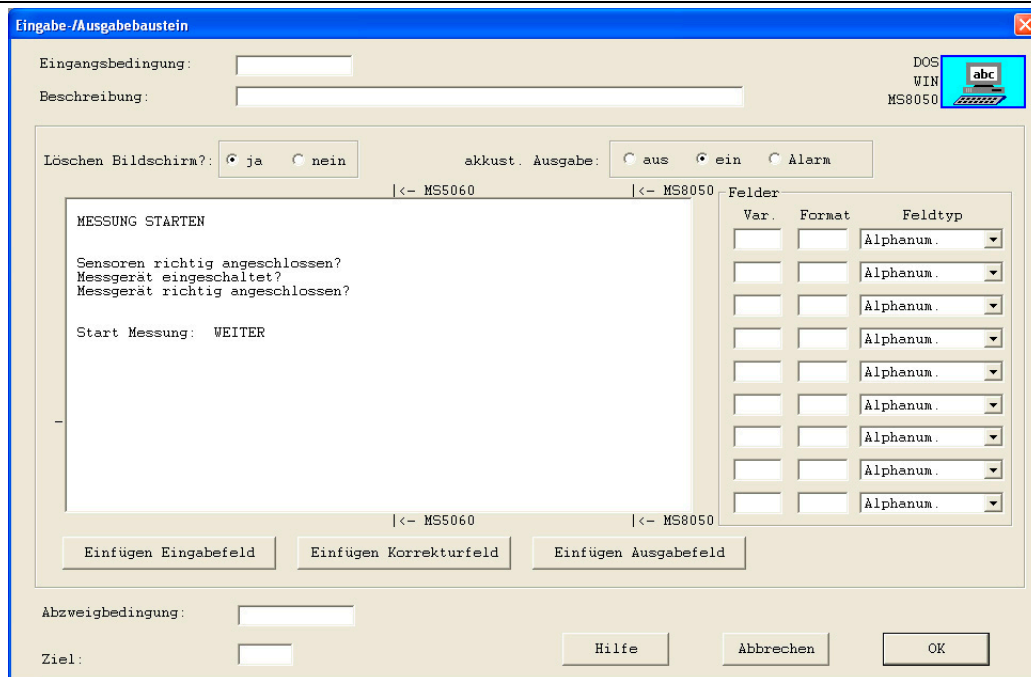 Eingabe-/Ausgabebaustein
Eingangsbedingung:
Beschreibung:
DOS
WIN
MS8050
abc
Löschen Bildschirm?: ja nein akkust. Ausgabe: aus ein Alarm
|<- MS5060 |<- MS8050
Felder
Var. Format Feldtyp
MESSUNG STARTEN
Sensoren richtig angeschlossen?
Messgerät eingeschaltet?
Messgerät richtig angeschlossen?
Start Messung: WEITER
Alphanum.
Alphanum.
Alphanum.
Alphanum.
Alphanum.
Alphanum.
Alphanum.
Alphanum.
Alphanum.
|<- MS5060 |<- MS8050
Einfügen Eingabefeld Einfügen Korrekturfeld Einfügen Ausgabefeld
Abzweigbedingung:
Ziel:
Hilfe Abbrechen OK